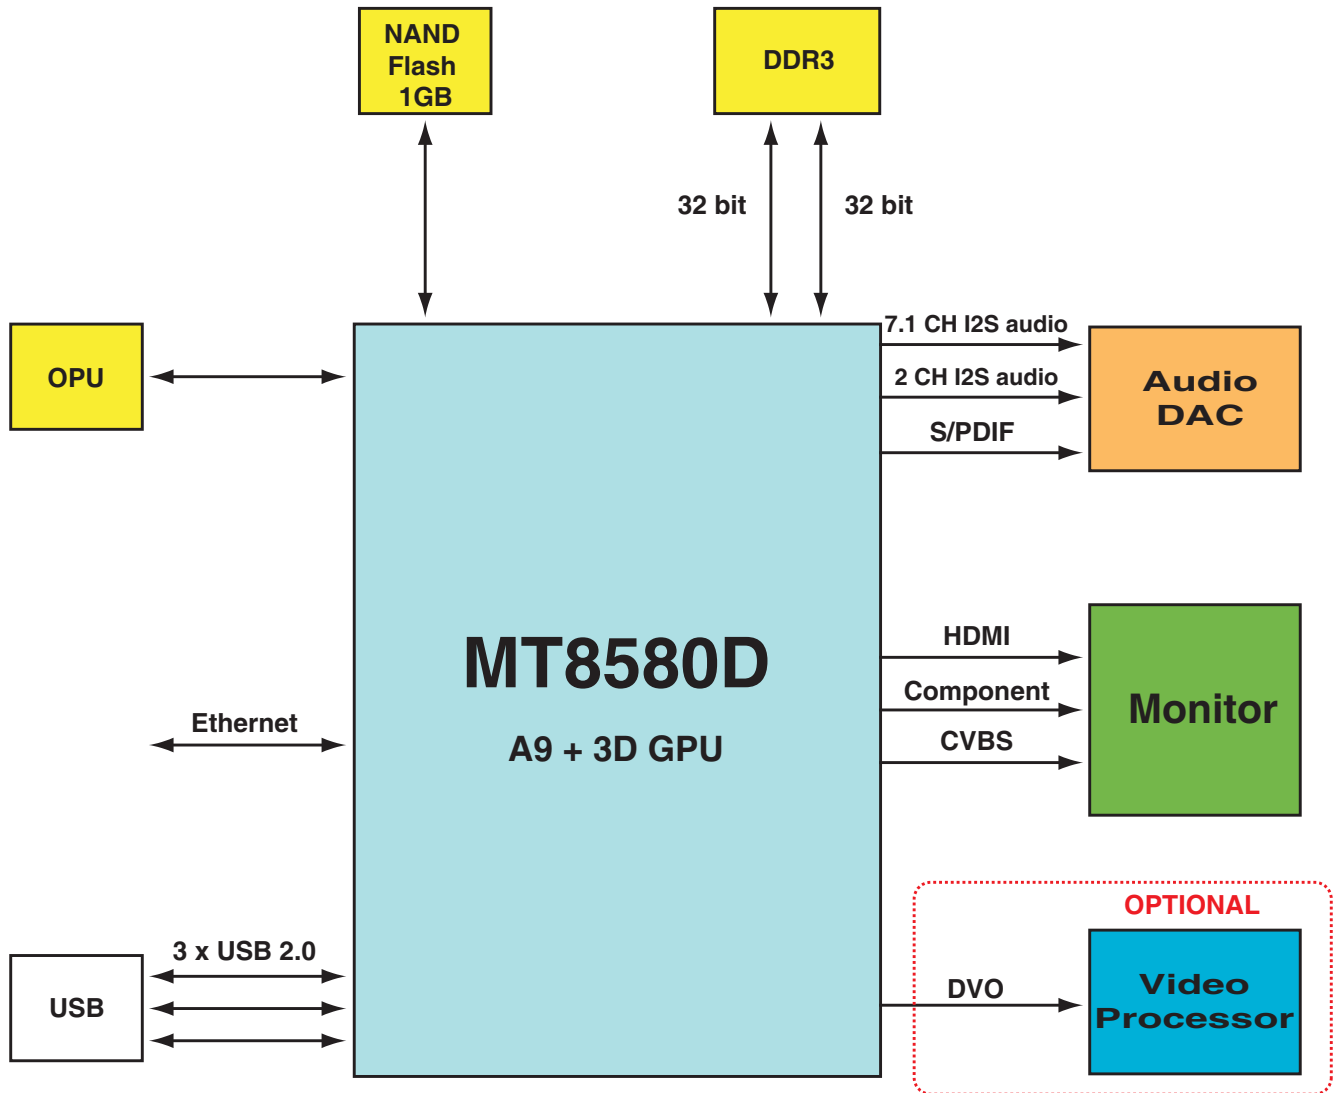 NAND
Flash
1GB
DDR3
32 bit
32 bit
OPU
7.1 CH I2S audio
2 CH I2S audio
S/PDIF
Audio
DAC
MT8580D
A9 + 3D GPU
HDMI
Component
CVBS
Monitor
Ethernet
3 x USB 2.0
USB
OPTIONAL
DVO
Video
Processor